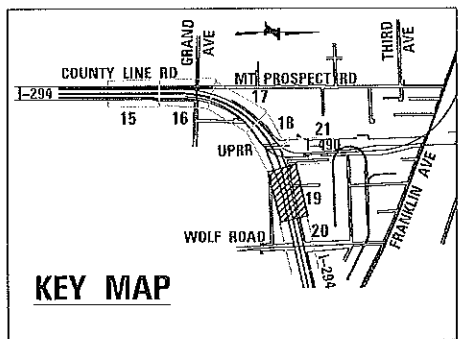 GRAND AVE
THIRD AVE
COUNTY LINE RD
MT PROSPECT RD
I-294
17
15
16
18
21
I-490
UPRR
19
FRANKLIN AVE
WOLF ROAD
20
I-294
KEY MAP